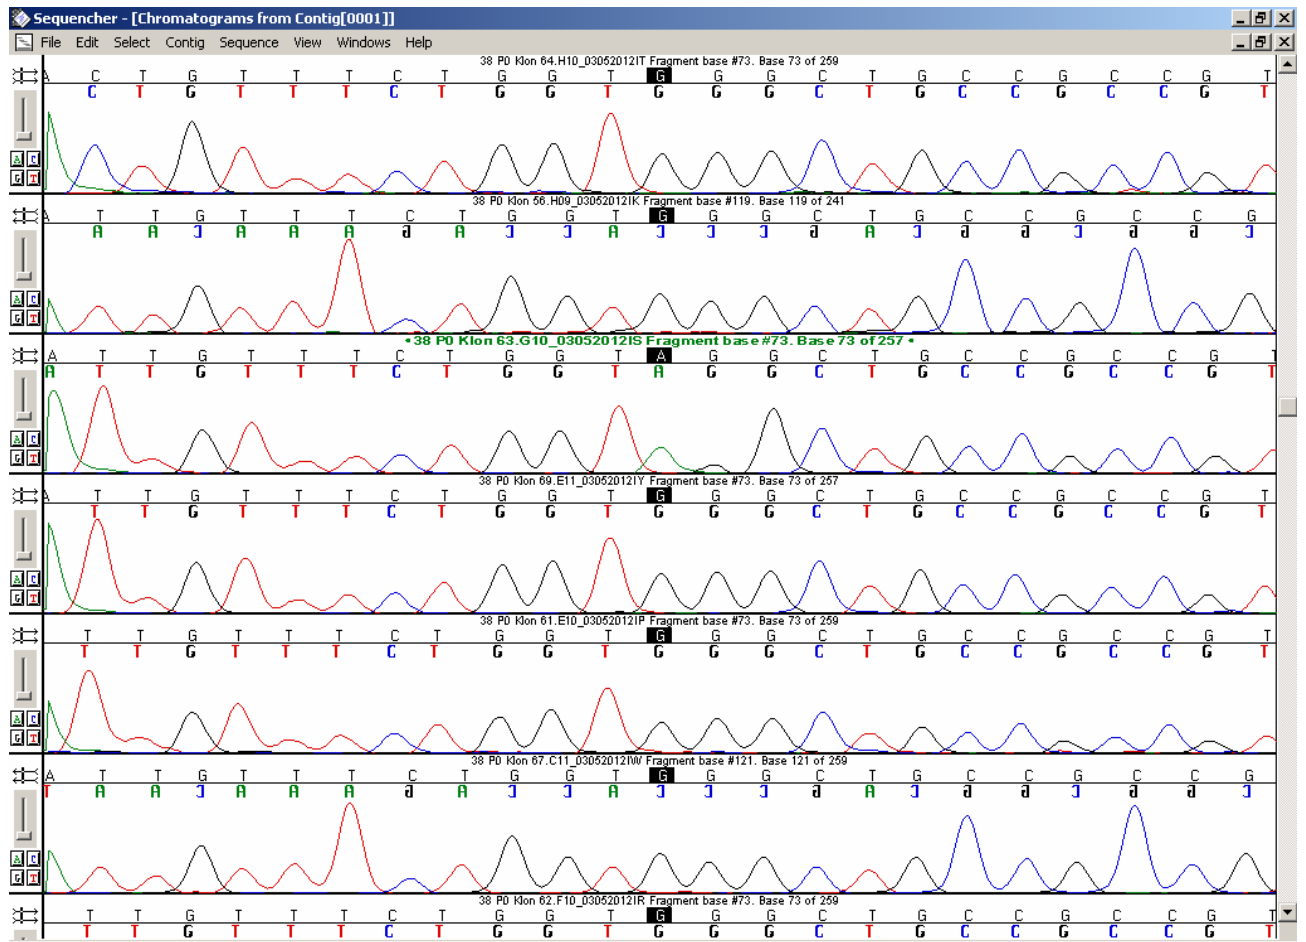 Sequencher - [Chromatograms from Contig[0001]]
File Edit Select Contig Sequence View Windows Help
38 P0 Klon 64.H10_03052012IT Fragment base #73. Base 73 of 259
A C T G T T T C T G G T G G G C T G C C G C C G T
C T G T T T C T G G T G G G C T G C C G C C G T
A C
G T
38 P0 Klon 56.H09_03052012IK Fragment base #119. Base 119 of 241
A T T G T T T C T G G T G G G C T G C C G C C G
A A C A A A G A C C A C C C G A C G G C G G C
A C
G T
•38 P0 Klon 63.G10_03052012IS Fragment base #73. Base 73 of 257•
A T T G T T T C T G G T A G G C T G C C G C C G T
A T T G T T T C T G G T A G G C T G C C G C C G T
A C
G T
38 P0 Klon 69.E11_03052012IY Fragment base #73. Base 73 of 257
A T T G T T T C T G G T G G G C T G C C G C C G T
T T G T T T C T G G T G G G C T G C C G C C G T
A C
G T
38 P0 Klon 61.E10_03052012IP Fragment base #73. Base 73 of 259
T T G T T T C T G G T G G G C T G C C G C C G T
T T G T T T C T G G T G G G C T G C C G C C G T
A C
G T
38 P0 Klon 67.C11_03052012IW Fragment base #121. Base 121 of 259
A T T G T T T C T G G T G G G C T G C C G C C G
T A A C A A A G A C C A C C C G A C G G C G G C
A C
G T
38 P0 Klon 62.F10_03052012IR Fragment base #73. Base 73 of 259
T T G T T T C T G G T G G G C T G C C G C C G T
T T G T T T C T G G T G G G C T G C C G C C G T